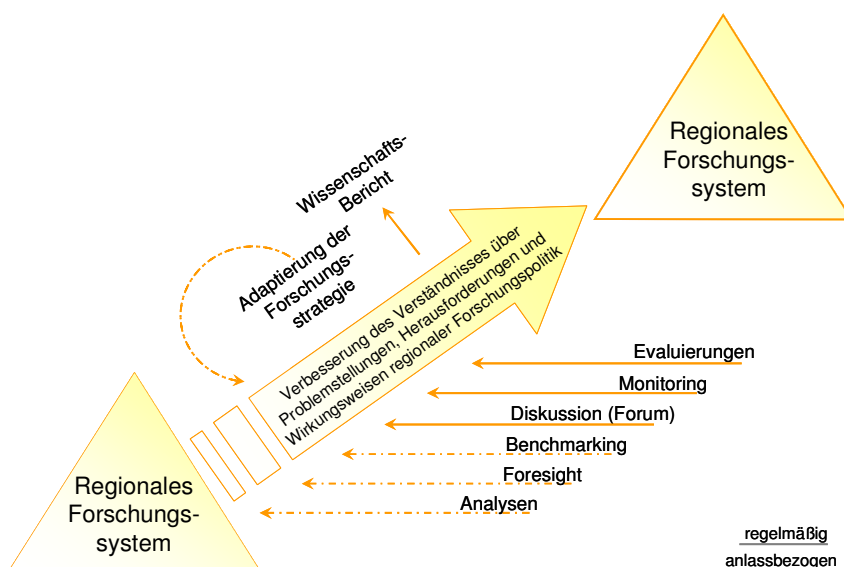 Regionales
Forschungs-
system
Wissenschafts-
Bericht
Adaptierung der
Forschungs-
strategie
Verbesserung des Verständnisses über
Problemstellungen, Herausforderungen und
Wirkungsweisen regionaler Forschungspolitik
Evaluierungen
Monitoring
Diskussion (Forum)
Benchmarking
Foresight
Analysen
Regionales
Forschungs-
system
regelmäßig
anlassbezogen